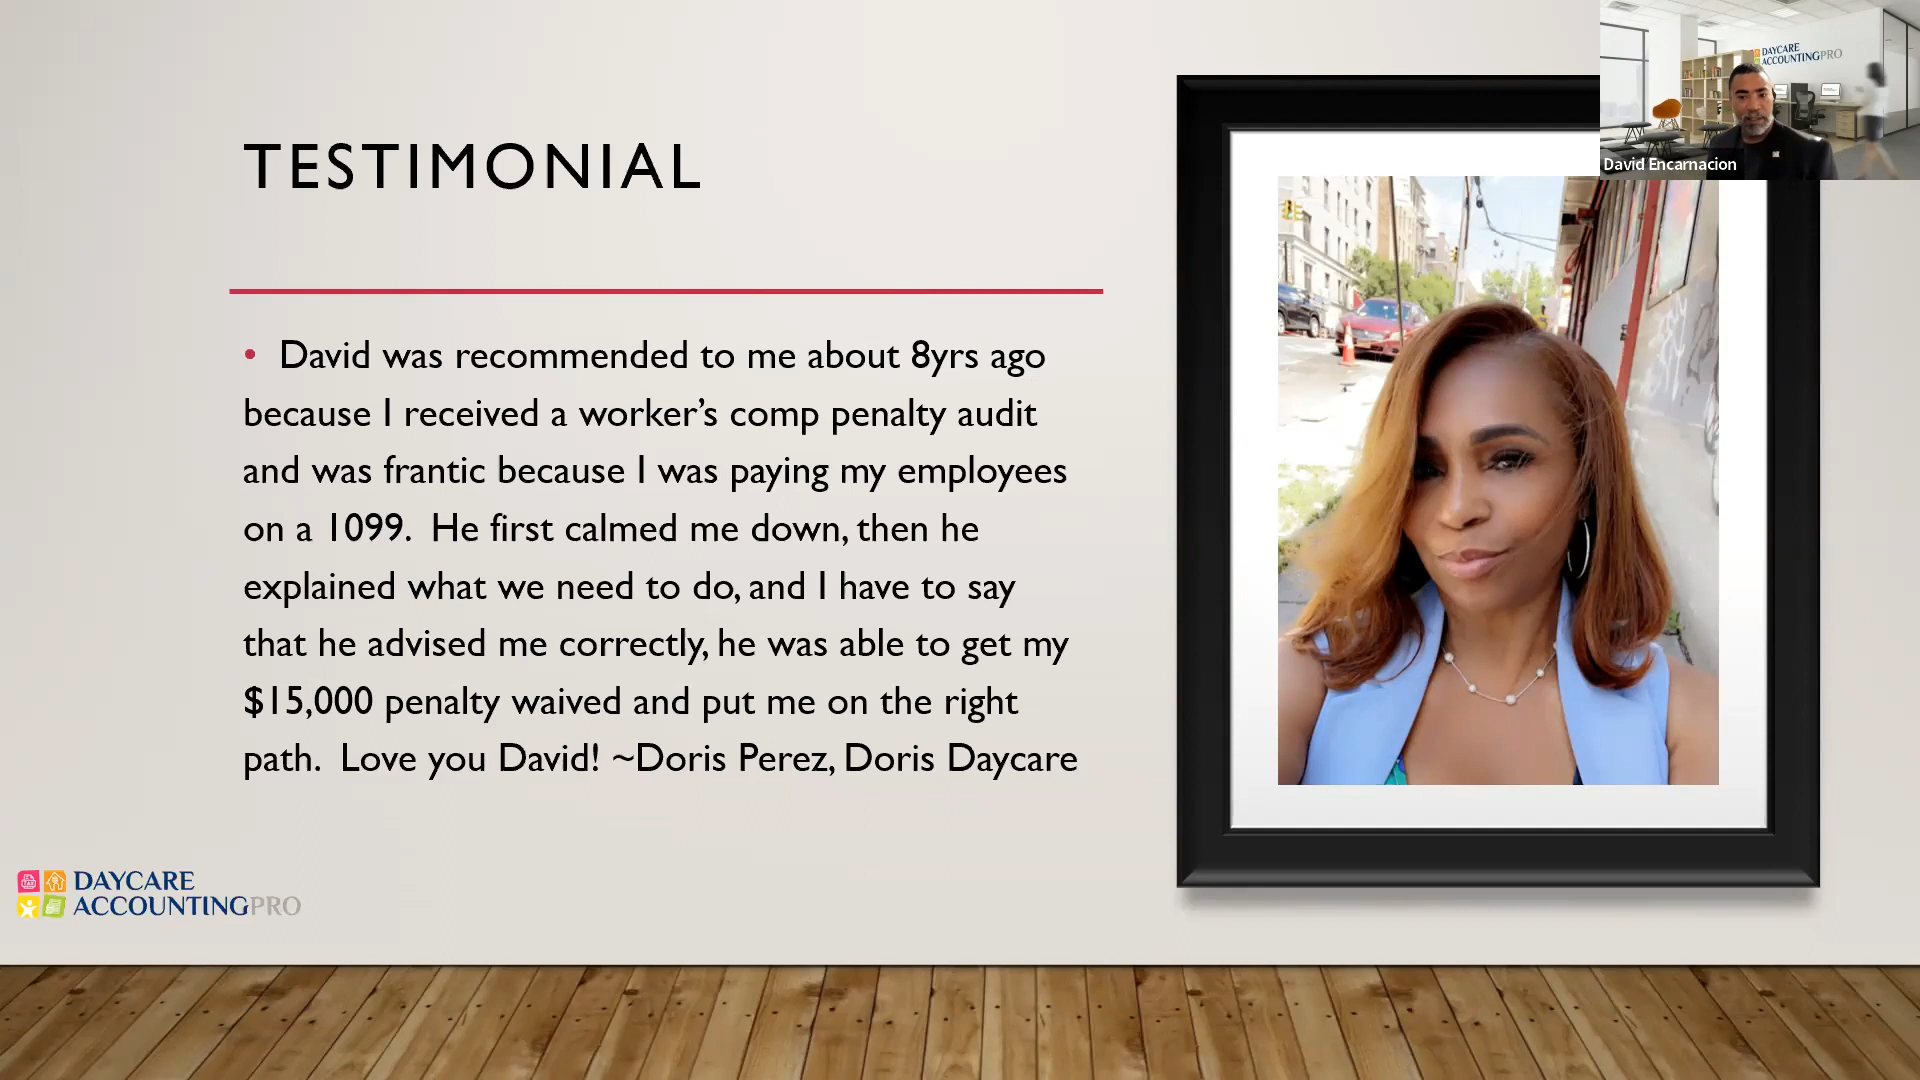 TESTIMONIAL
• David was recommended to me about 8yrs ago
because I received a worker’s comp penalty audit
and was frantic because I was paying my employees
on a 1099.  He first calmed me down, then he
explained what we need to do, and I have to say
that he advised me correctly, he was able to get my
$15,000 penalty waived and put me on the right
path.  Love you David! ~Doris Perez, Doris Daycare
DAYCARE
ACCOUNTINGPRO
DAYCARE
ACCOUNTINGPRO
David Encarnacion